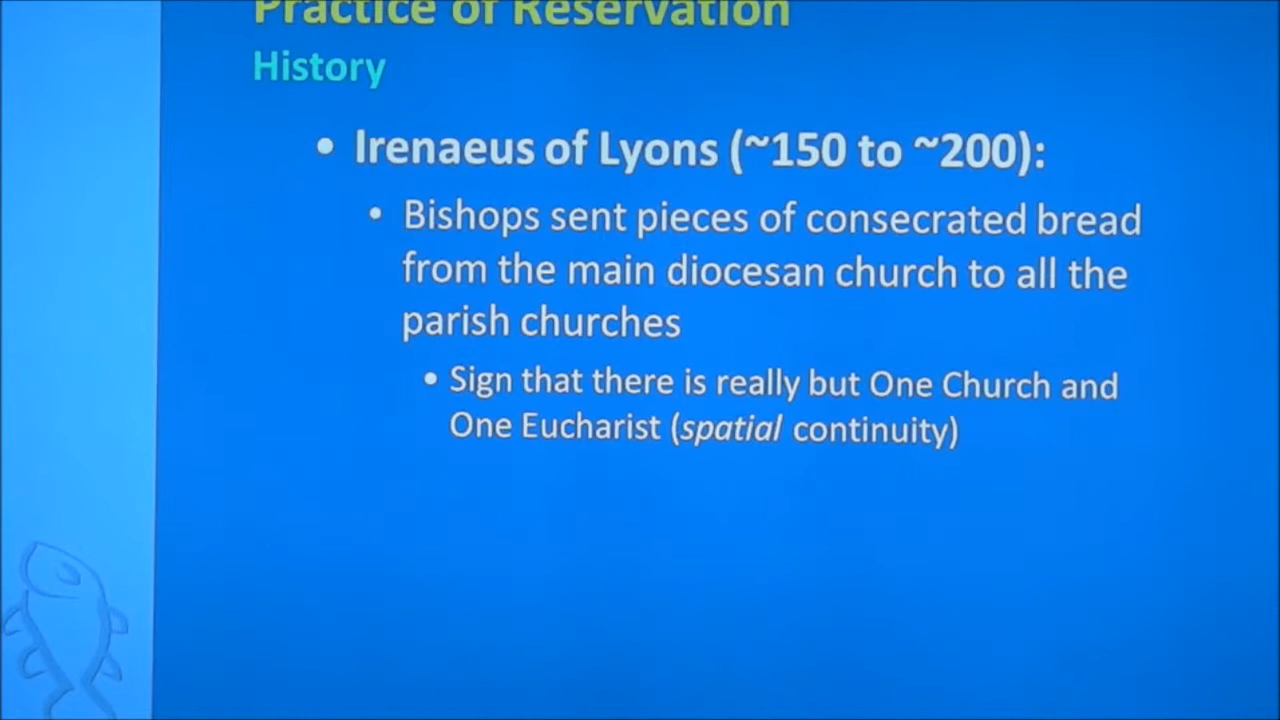 Practice of Reservation
History
• Irenaeus of Lyons (~150 to ~200):
• Bishops sent pieces of consecrated bread
from the main diocesan church to all the
parish churches
• Sign that there is really but One Church and
One Eucharist (spatial continuity)